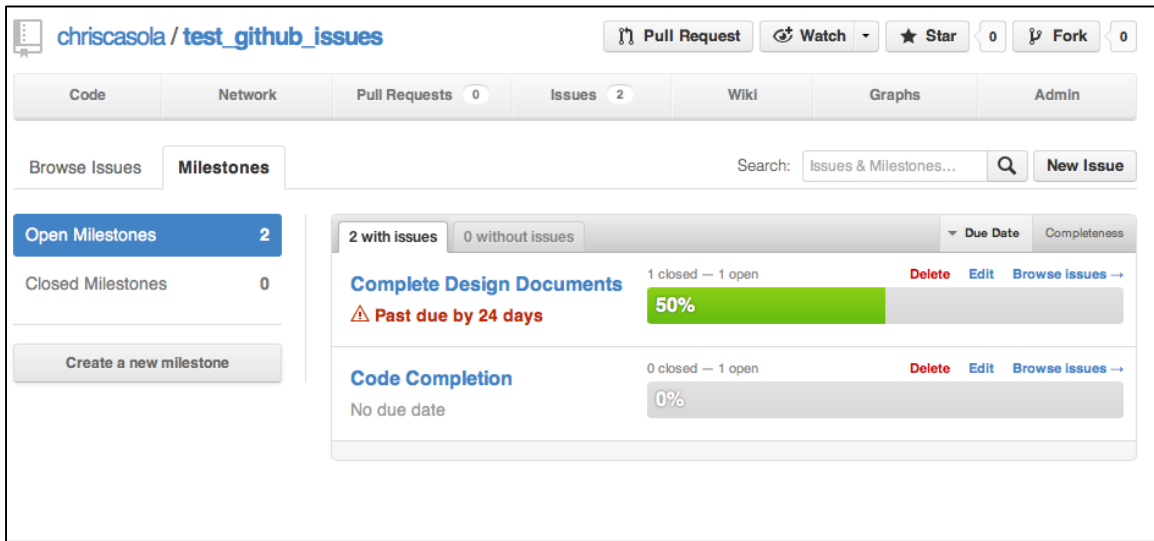 chriscasola / test_github_issues
Pull Request Watch Star 0 Fork 0
Code Network Pull Requests 0 Issues 2 Wiki Graphs Admin
Browse Issues Milestones Search: Issues & Milestones... New Issue
Open Milestones 2
Closed Milestones 0
Create a new milestone
2 with issues 0 without issues Due Date Completeness
Complete Design Documents
Past due by 24 days
1 closed — 1 open Delete Edit Browse issues →
50%
Code Completion
No due date
0 closed — 1 open Delete Edit Browse issues →
0%